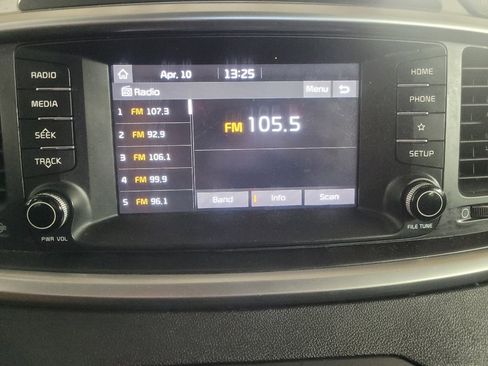 Apr. 10 13:25
Radio Menu
1 FM 107.3
2 FM 92.9
3 FM 106.1
4 FM 99.9
5 FM 96.1
FM 105.5
Band Info Scan
RADIO
MEDIA
SEEK
TRACK
PWR VOL
HOME
PHONE
SETUP
FILE TUNE